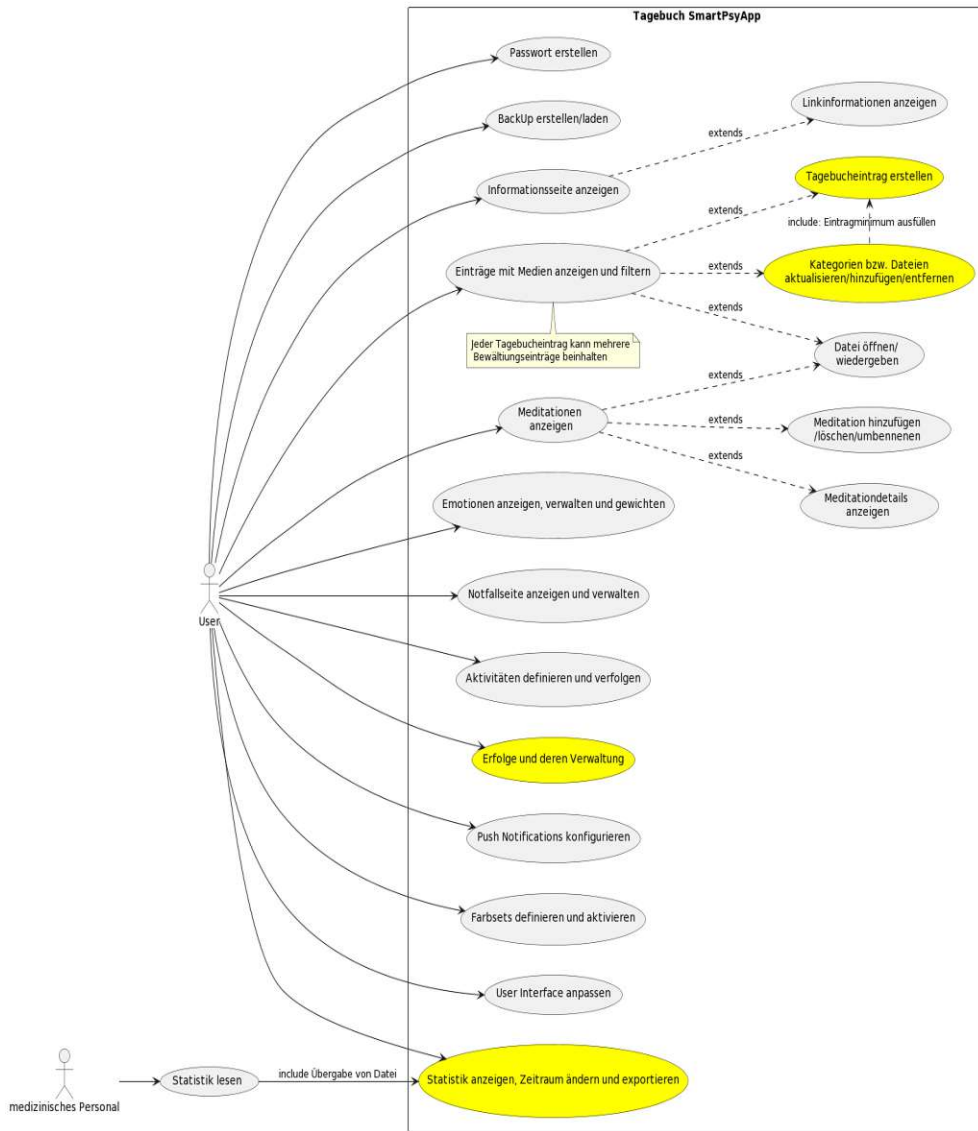 Tagebuch SmartPsyApp
Passwort erstellen
Linkinformationen anzeigen
BackUp erstellen/laden
extends
Informationsseite anzeigen
Tagebucheintrag erstellen
extends
include: Eintragminimum ausfüllen
Einträge mit Medien anzeigen und filtern
extends
Kategorien bzw. Dateien
aktualisieren/hinzufügen/entfernen
extends
Jeder Tagebucheintrag kann mehrere
Bewältiungseinträge beinhalten
Datei öffnen/
wiedergeben
extends
Meditationen
anzeigen
extends
Meditation hinzufügen
/löschen/umbennenen
extends
Meditationdetails
anzeigen
Emotionen anzeigen, verwalten und gewichten
Notfallseite anzeigen und verwalten
User
Aktivitäten definieren und verfolgen
Erfolge und deren Verwaltung
Push Notifications konfigurieren
Farbsets definieren und aktivieren
User Interface anpassen
medizinisches Personal
Statistik lesen
include Übergabe von Datei
Statistik anzeigen, Zeitraum ändern und exportieren